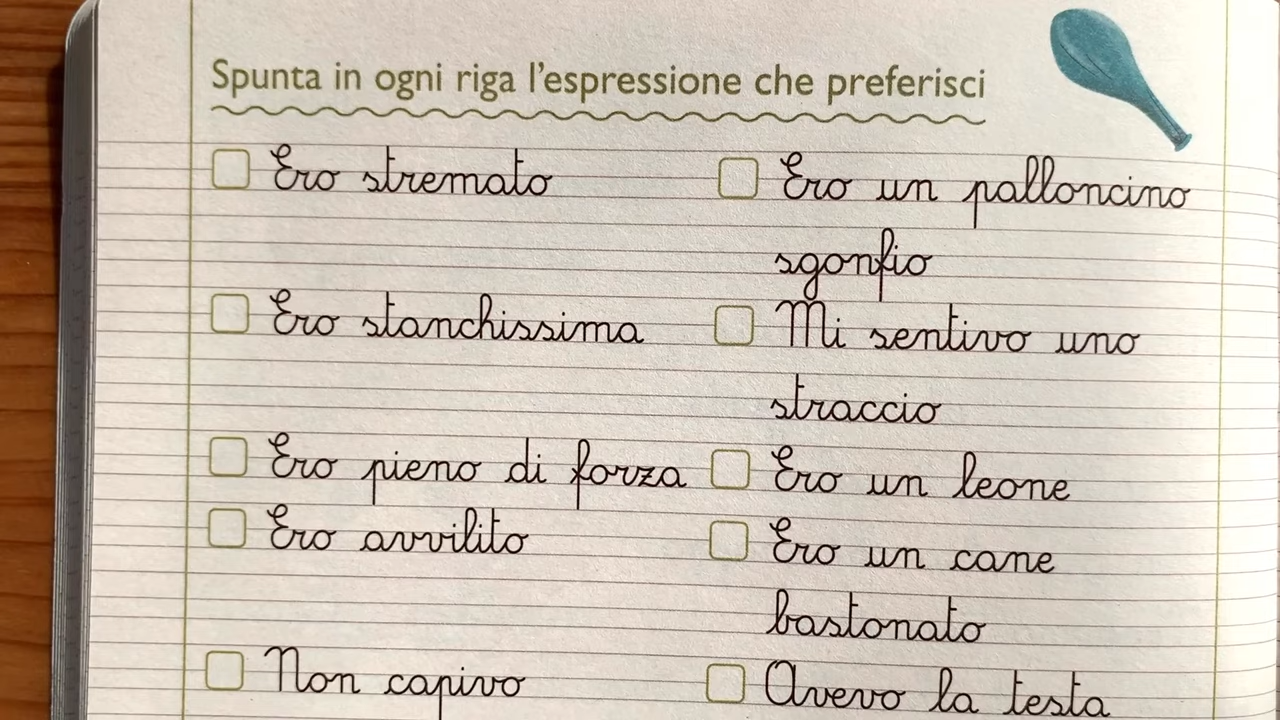 Spunta in ogni riga l'espressione che preferisci
Ero stremato
Ero un palloncino
sgonfio
Ero stanchissima
Mi sentivo uno
straccio
Ero pieno di forza
Ero un leone
Ero avvilito
Ero un cane
bastonato
Non capivo
Avevo la testa